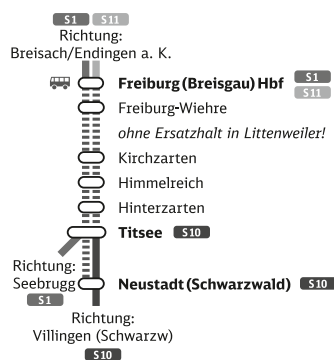 S1 S11
Richtung:
Breisach/Endingen a. K.
Freiburg (Breisgau) Hbf S1
S11
Freiburg-Wiehre
ohne Ersatzhalt in Littenweiler!
Kirchzarten
Himmelreich
Hinterzarten
Titsee S10
Richtung:
Seebrugg
S1
Neustadt (Schwarzwald) S10
Richtung:
Villingen (Schwarzw)
S10